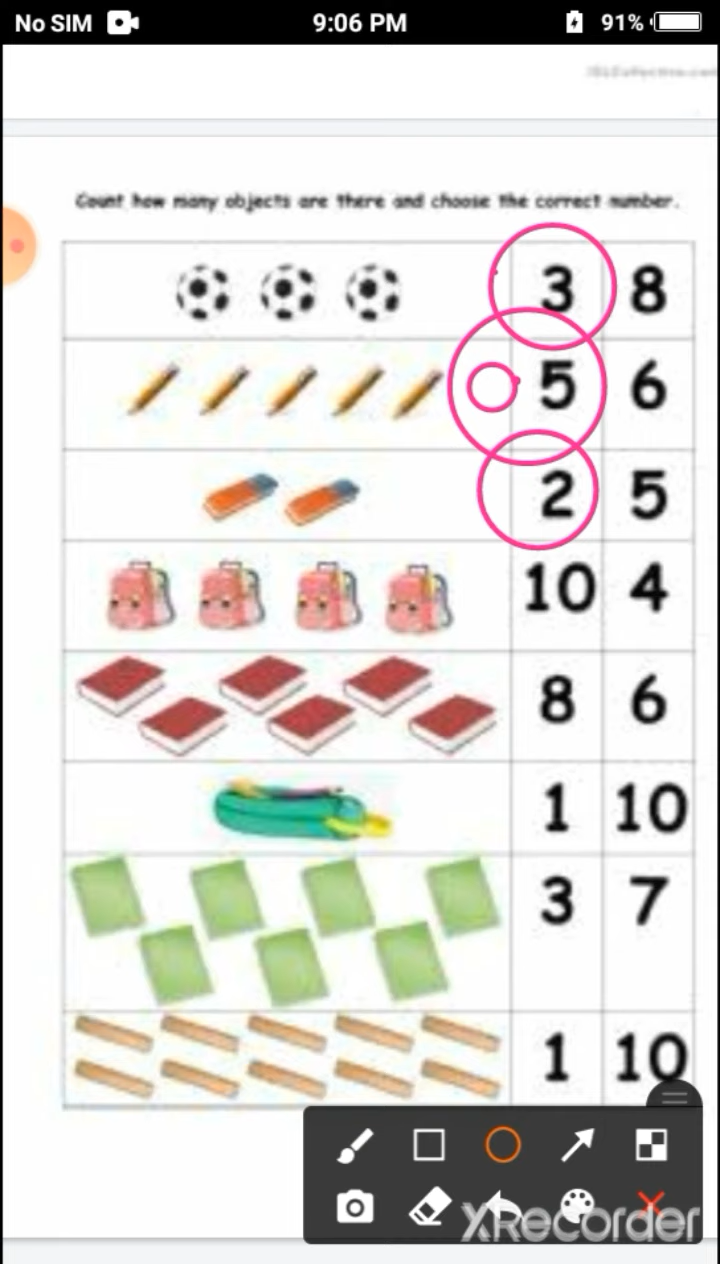 No SIM 9:06 PM 91%
Count how many objects are there and choose the correct number.
3 8
5 6
2 5
10 4
8 6
1 10
3 7
1 10
XRecorder